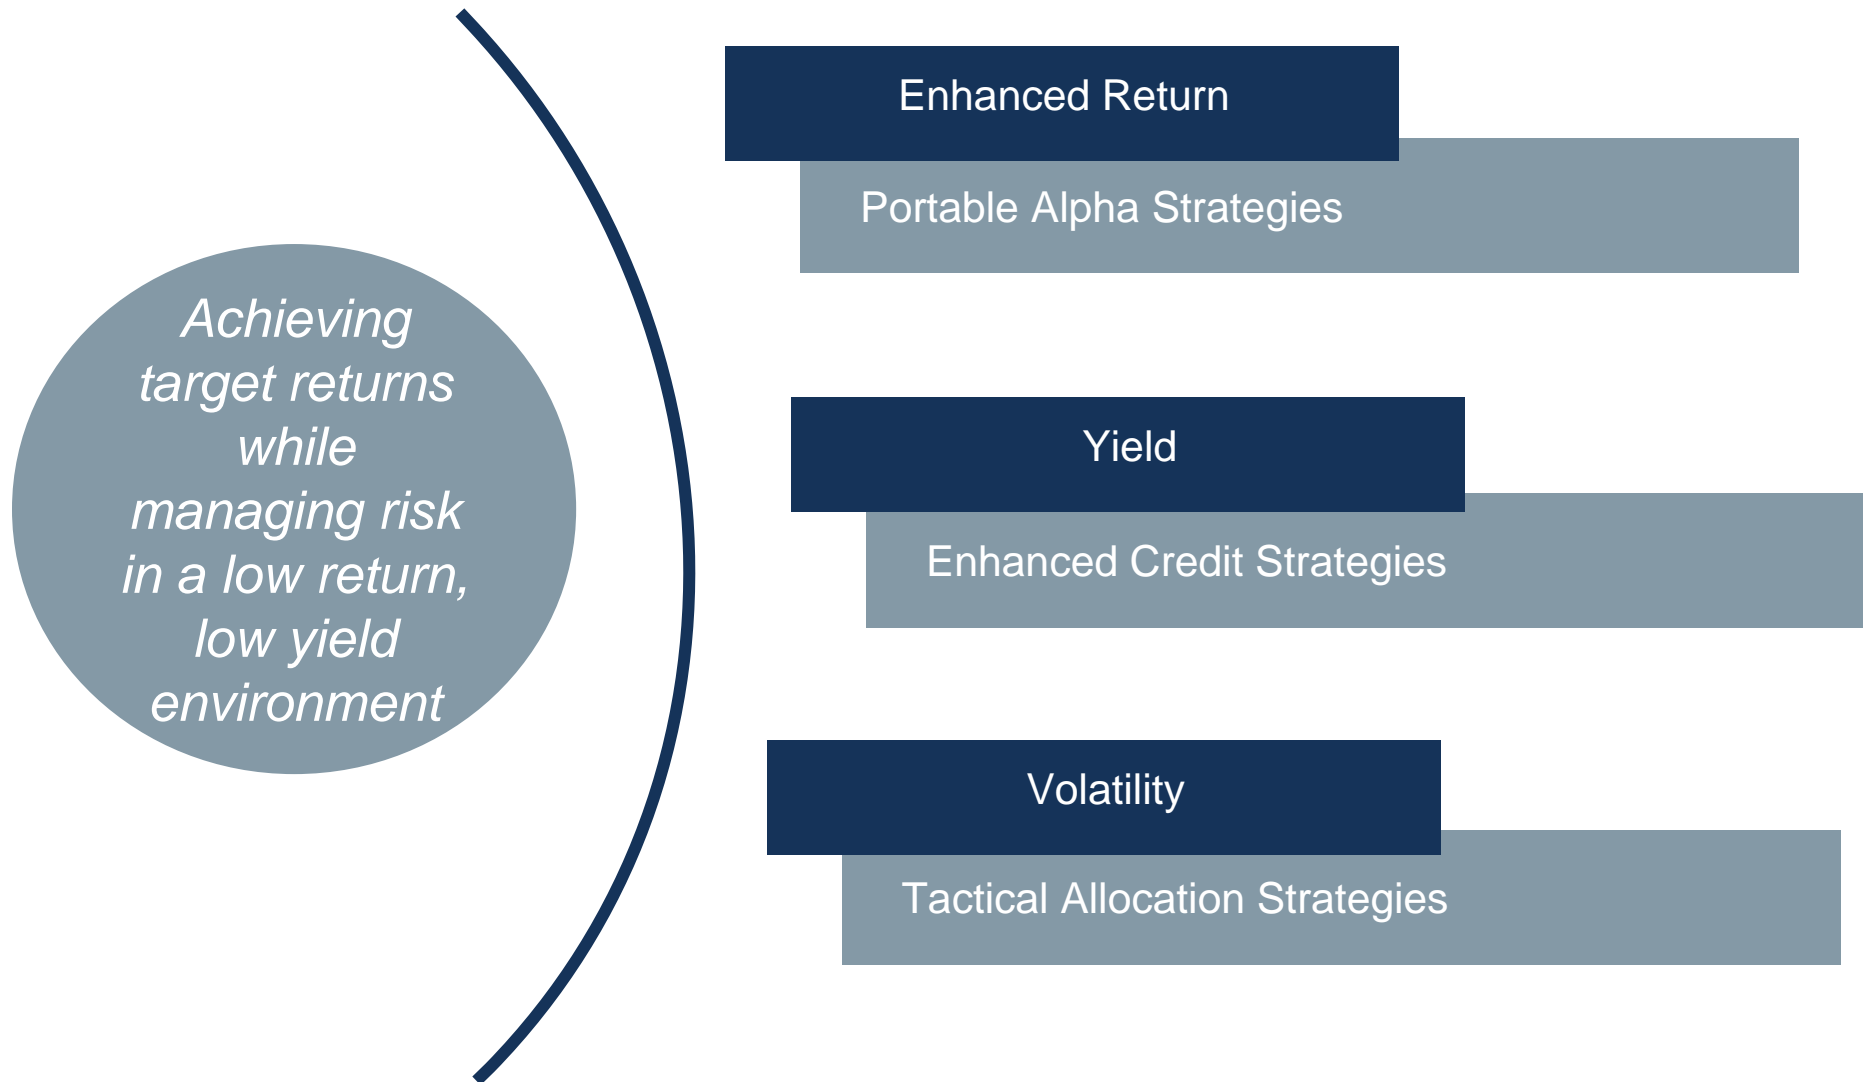 Achieving
target returns
while
managing risk
in a low return,
low yield
environment
Enhanced Return
Portable Alpha Strategies
Yield
Enhanced Credit Strategies
Volatility
Tactical Allocation Strategies